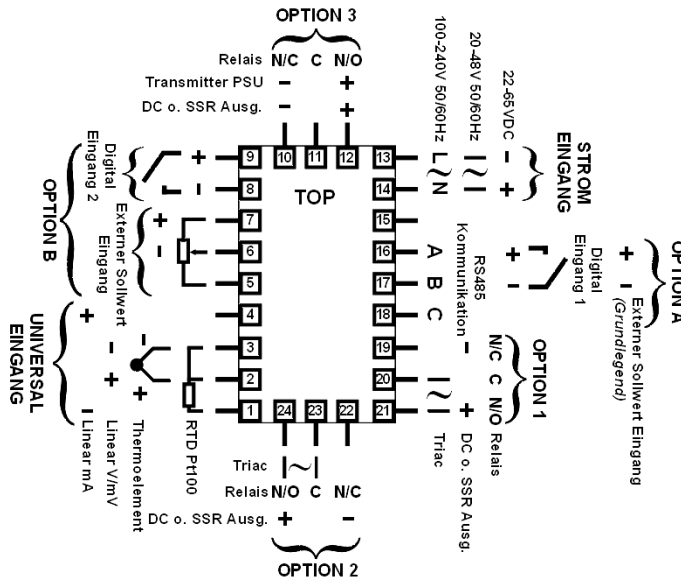 OPTION 3
Relais N/C C N/O
Transmitter PSU - +
DC o. SSR Ausg. - +
100-240V 50/60Hz
20-48V 50/60Hz
22-65VDC
L ~ N
~
- +
STROM
EINGANG
9 10 11 12 13
8 14
7 15
6 16
5 17
4 18
3 19
2 20
1 24 23 22 21
TOP
+ -
Digital
Eingang 2
+ -
Externer Sollwert
Eingang
OPTION B
A B C
RS485
Kommunikation
+ -
Digital
Eingang 1
+ -
Externer Sollwert Eingang
(Grundlegend)
OPTION A
N/C C N/O Relais
- + DC o. SSR Ausg.
~ Triac
OPTION 1
RTD Pt100
- + Thermoelement
- + Linear V/mV
+ - Linear mA
UNIVERSAL
EINGANG
Triac ~
Relais N/O C N/C
DC o. SSR Ausg. + -
OPTION 2